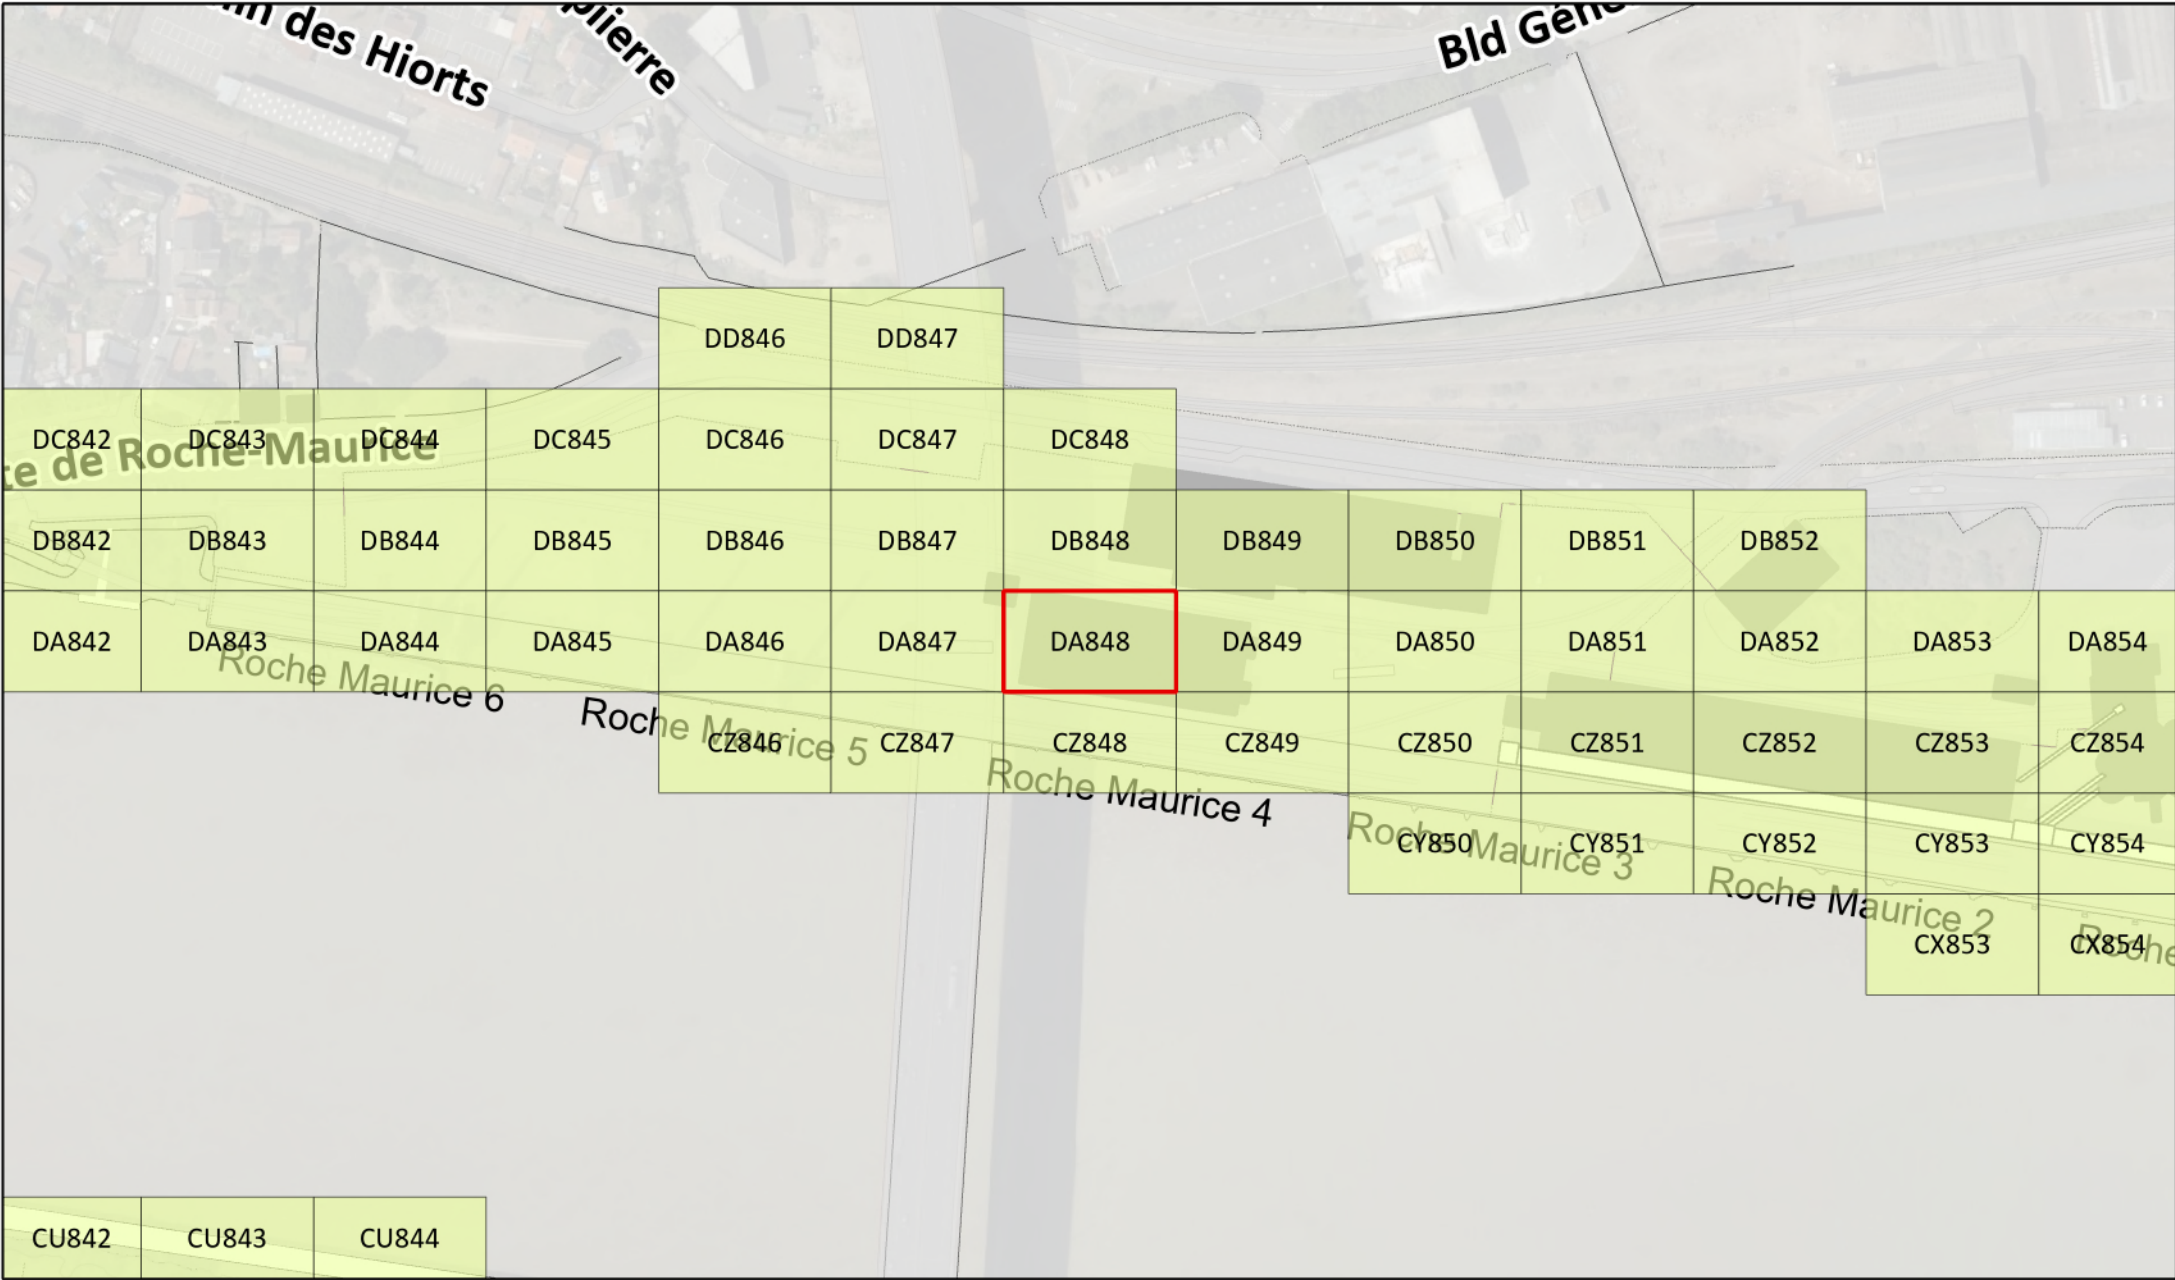 des Hiorts
Bld
DD846 DD847
DC842 DC843 DC844 DC845 DC846 DC847 DC848
te de Roche-Maurice
DB842 DB843 DB844 DB845 DB846 DB847 DB848 DB849 DB850 DB851 DB852
DA842 DA843 DA844 DA845 DA846 DA847 DA848 DA849 DA850 DA851 DA852 DA853 DA854
Roche Maurice 6
Roche Maurice 5
CZ846 CZ847 CZ848 CZ849 CZ850 CZ851 CZ852 CZ853 CZ854
Roche Maurice 4
Roche Maurice 3
CY850 CY851 CY852 CY853 CY854
Roche Maurice 2
Roche
CX853 CX854
CU842 CU843 CU844